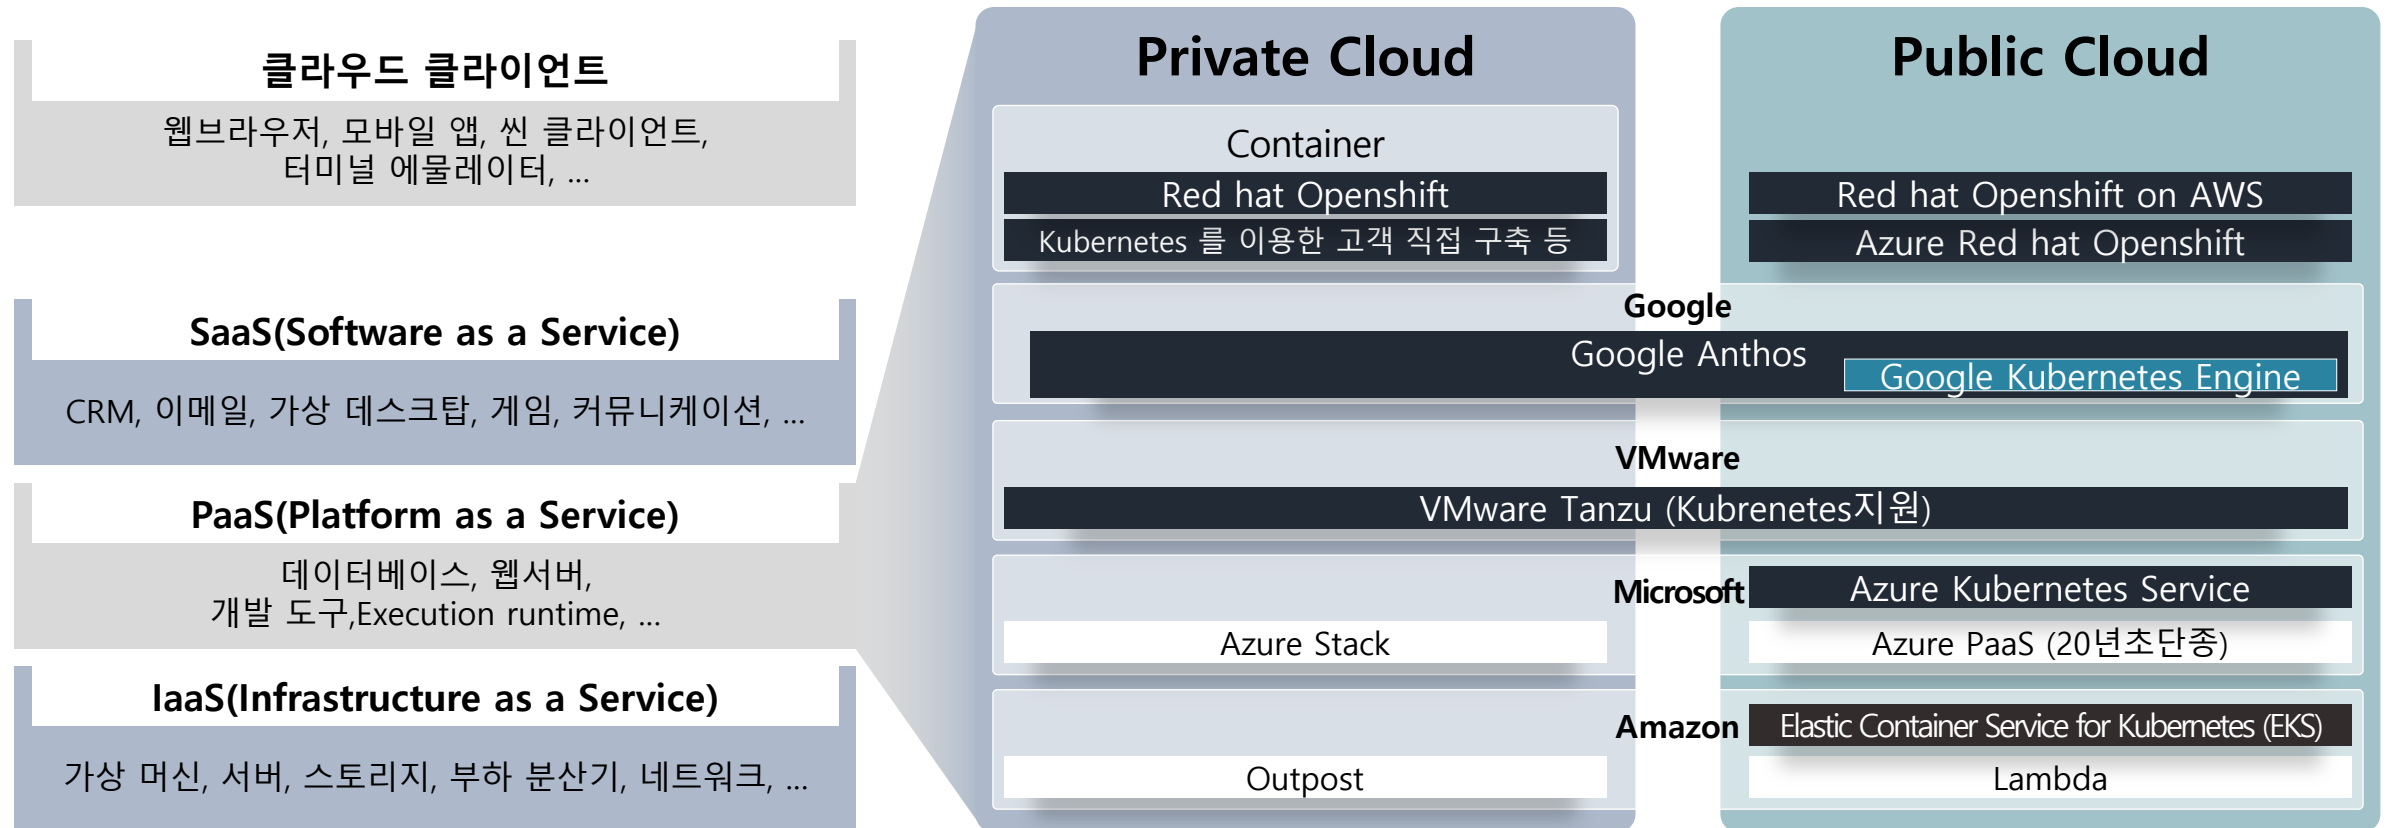 클라우드 클라이언트
웹브라우저, 모바일 앱, 씬 클라이언트,
터미널 에물레이터, ...
SaaS(Software as a Service)
CRM, 이메일, 가상 데스크탑, 게임, 커뮤니케이션, ...
PaaS(Platform as a Service)
데이터베이스, 웹서버,
개발 도구,Execution runtime, ...
IaaS(Infrastructure as a Service)
가상 머신, 서버, 스토리지, 부하 분산기, 네트워크, ...
Private Cloud
Public Cloud
Container
Red hat Openshift
Kubernetes 를 이용한 고객 직접 구축 등
Red hat Openshift on AWS
Azure Red hat Openshift
Google
Google Anthos
Google Kubernetes Engine
VMware
VMware Tanzu (Kubrenetes지원)
Microsoft
Azure Kubernetes Service
Azure Stack
Azure PaaS (20년초단종)
Amazon
Elastic Container Service for Kubernetes (EKS)
Outpost
Lambda